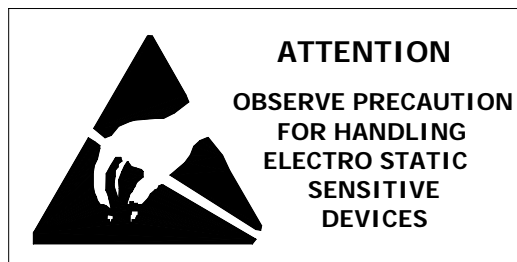 ATTENTION
OBSERVE PRECAUTION
FOR HANDLING
ELECTRO STATIC
SENSITIVE
DEVICES